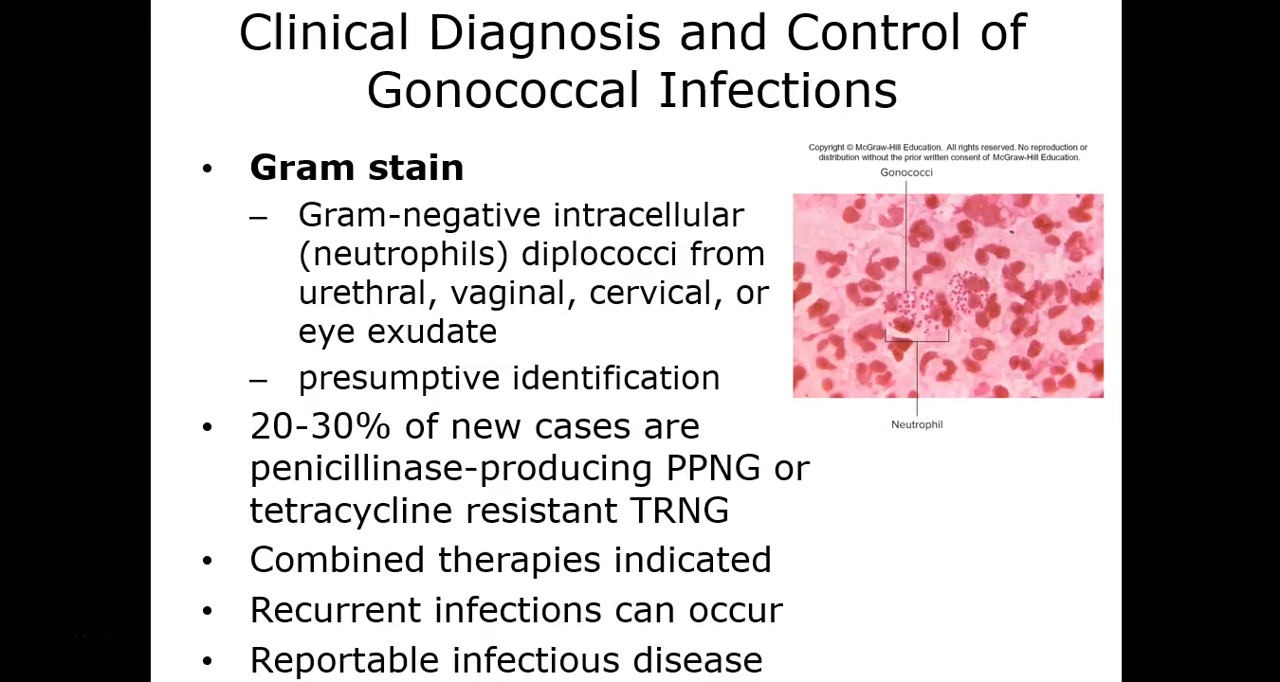 Clinical Diagnosis and Control of
Gonococcal Infections
• Gram stain
– Gram-negative intracellular
(neutrophils) diplococci from
urethral, vaginal, cervical, or
eye exudate
– presumptive identification
• 20-30% of new cases are
penicillinase-producing PPNG or
tetracycline resistant TRNG
• Combined therapies indicated
• Recurrent infections can occur
• Reportable infectious disease
Copyright © McGraw-Hill Education. All rights reserved. No reproduction or
distribution without the prior written consent of McGraw-Hill Education.
Gonococci
Neutrophil